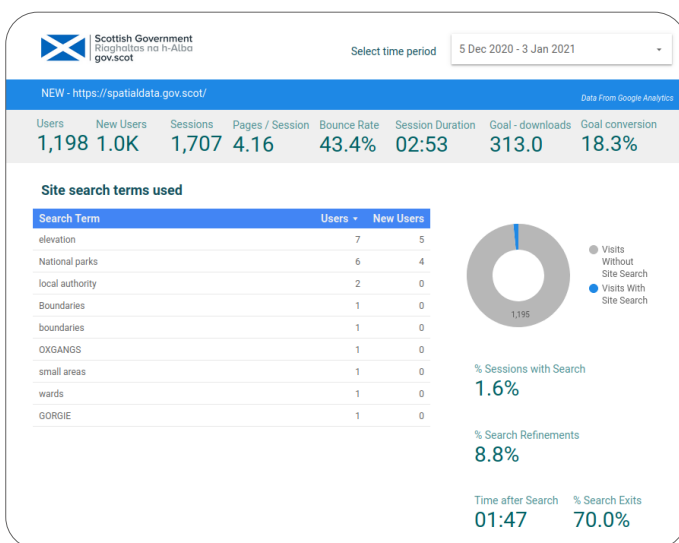 Scottish Government
Riaghaltas na h-Alba
gov.scot
Select time period
5 Dec 2020 - 3 Jan 2021
NEW - https://spatialdata.gov.scot/
Data From Google Analytics
Users New Users Sessions Pages / Session Bounce Rate Session Duration Goal - downloads Goal conversion
1,198 1.0K 1,707 4.16 43.4% 02:53 313.0 18.3%
Site search terms used
Search Term Users New Users
elevation 7 5
National parks 6 4
local authority 2 0
Boundaries 1 0
boundaries 1 0
OXGANGS 1 0
small areas 1 0
wards 1 0
GORGIE 1 0
1,195
Visits
Without
Site Search
Visits With
Site Search
% Sessions with Search
1.6%
% Search Refinements
8.8%
Time after Search % Search Exits
01:47 70.0%